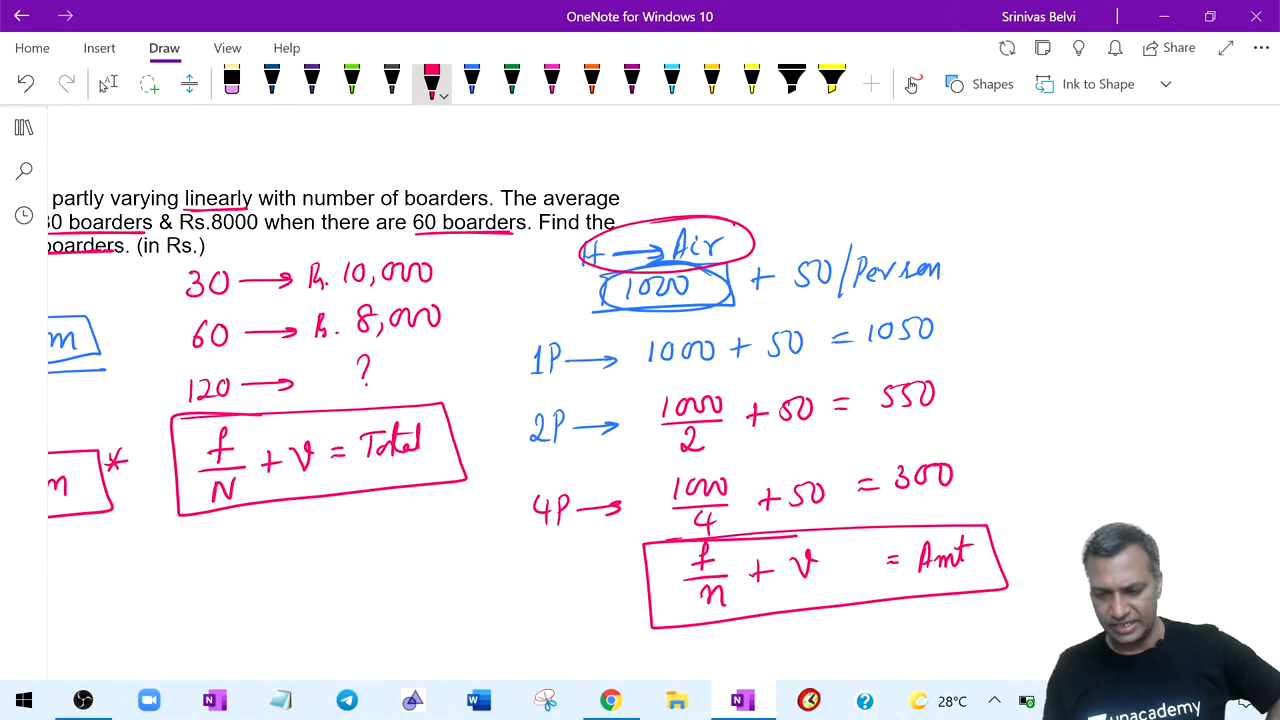 OneNote for Windows 10
Srinivas Belvi
Home Insert Draw View Help
Share
Shapes Ink to Shape
partly varying linearly with number of boarders. The average
30 boarders & Rs.8000 when there are 60 boarders. Find the
boarders. (in Rs.)
30 → Rs. 10,000
60 → Rs. 8,000
120 → ?
f/N + v = Total
m
n *
H → Air
1000 + 50/Person
1P → 1000 + 50 = 1050
2P → 1000/2 + 50 = 550
4P → 1000/4 + 50 = 300
f/n + v = Amt
unacademy
28°C